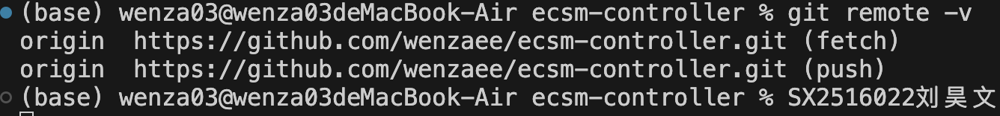 (base) wenza03@wenza03deMacBook-Air ecsm-controller % git remote -v
origin  https://github.com/wenzaee/ecsm-controller.git (fetch)
origin  https://github.com/wenzaee/ecsm-controller.git (push)
(base) wenza03@wenza03deMacBook-Air ecsm-controller % SX2516022刘昊文